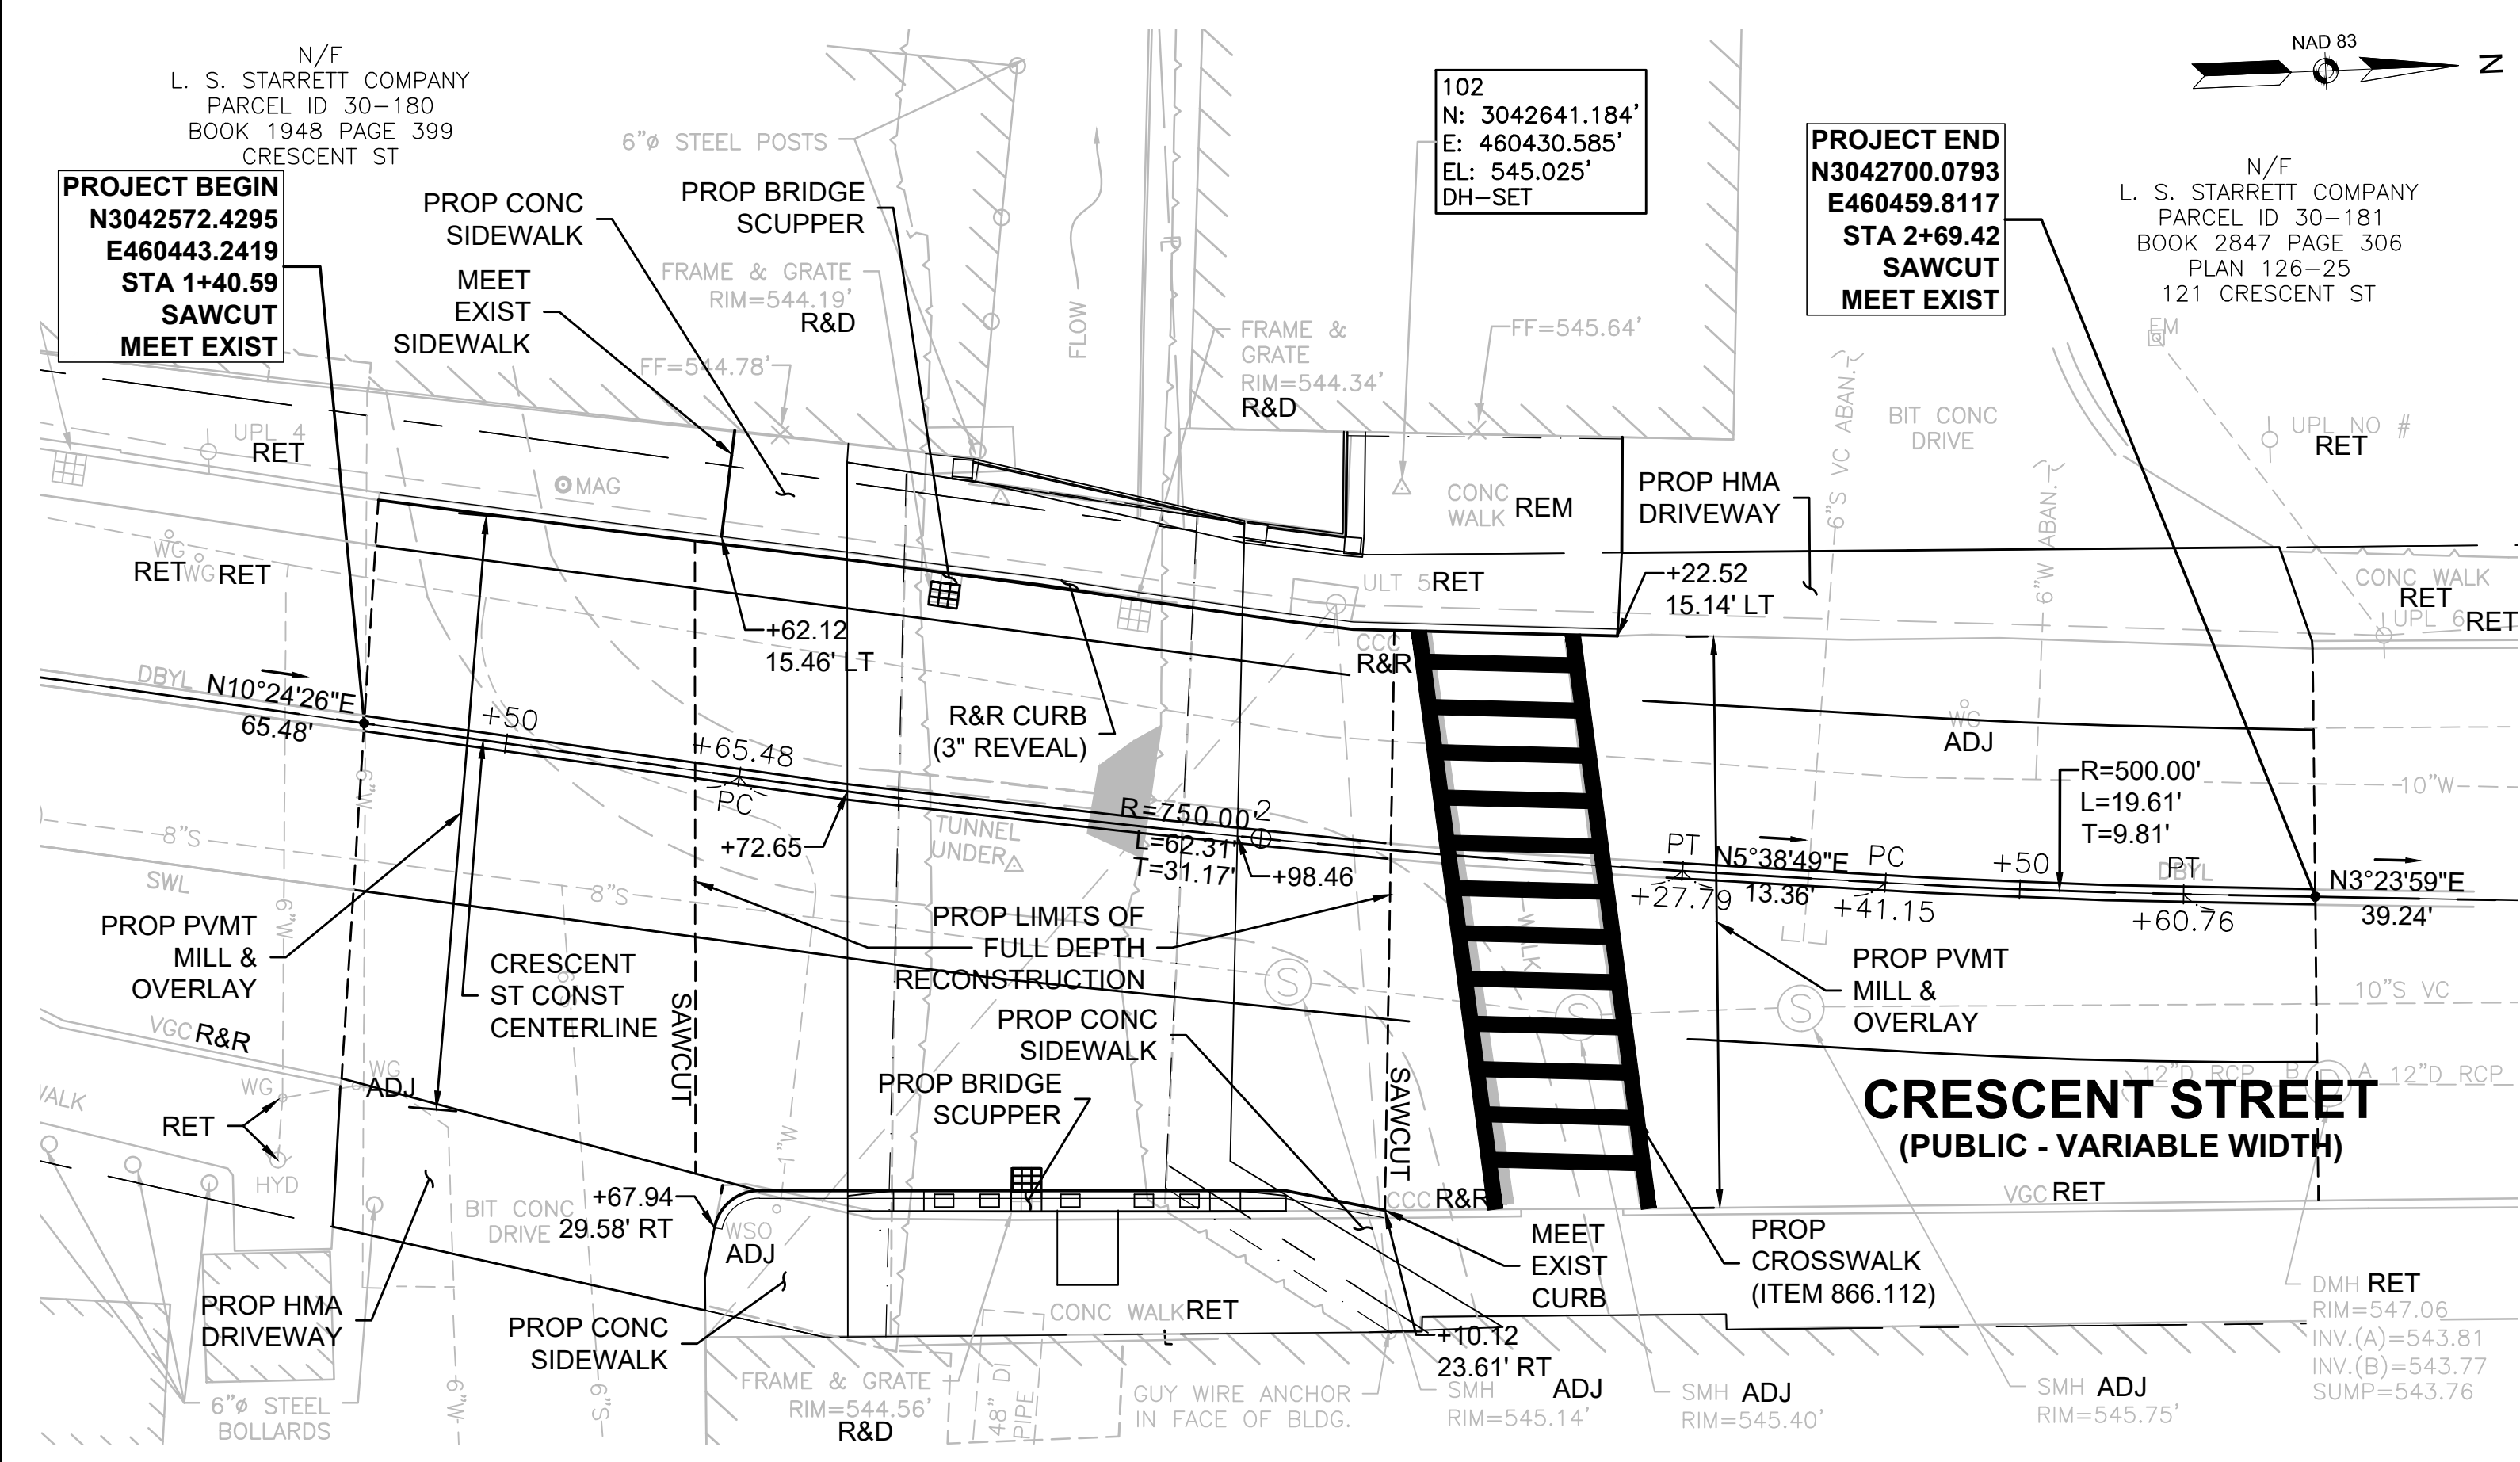 N/F
L. S. STARRETT COMPANY
PARCEL ID 30-180
BOOK 1948 PAGE 399
CRESCENT ST
PROJECT BEGIN
N3042572.4295
E460443.2419
STA 1+40.59
SAWCUT
MEET EXIST
PROP CONC
SIDEWALK
MEET
EXIST
SIDEWALK
6"ø STEEL POSTS
PROP BRIDGE
SCUPPER
FRAME & GRATE
RIM=544.19'
R&D
FF=544.78'
FLOW
FRAME &
GRATE
RIM=544.34'
R&D
102
N: 3042641.184'
E: 460430.585'
EL: 545.025'
DH-SET
FF=545.64'
PROJECT END
N3042700.0793
E460459.8117
STA 2+69.42
SAWCUT
MEET EXIST
NAD 83
N
N/F
L. S. STARRETT COMPANY
PARCEL ID 30-181
BOOK 2847 PAGE 306
PLAN 126-25
121 CRESCENT ST
EM
UPL NO #
RET
BIT CONC
DRIVE
6"S VC ABAN.
6"W ABAN.
UPL 4
RET
MAG
CONC
WALK
REM
PROP HMA
DRIVEWAY
WG
WG
RET
RET
ULT 5
RET
+22.52
15.14' LT
CONC WALK
RET
UPL 6
RET
+62.12
15.46' LT
CCC
R&R
DBYL
N10°24'26"E
65.48'
+50
+65.48
PC
R&R CURB
(3" REVEAL)
WG
ADJ
R=500.00'
L=19.61'
T=9.81'
10"W
6"W
8"S
SWL
+72.65
TUNNEL
UNDER
R=750.00'
L=62.31'
T=31.17'
2
+98.46
PT
+27.79
N5°38'49"E
13.36'
PC
+41.15
+50
PT
DBYL
+60.76
N3°23'59"E
39.24'
8"S
PROP PVMT
MILL &
OVERLAY
6"W
CRESCENT
ST CONST
CENTERLINE
SAWCUT
PROP LIMITS OF
FULL DEPTH
RECONSTRUCTION
WALK
S
S
S
PROP PVMT
MILL &
OVERLAY
10"S VC
VGC
R&R
PROP CONC
SIDEWALK
PROP BRIDGE
SCUPPER
SAWCUT
12"D RCP
B
D
A
12"D RCP
CRESCENT STREET
(PUBLIC - VARIABLE WIDTH)
WALK
WG
WG
ADJ
RET
HYD
1"W
+67.94
29.58' RT
BIT CONC
DRIVE
WSO
ADJ
CCC
R&R
VGC
RET
MEET
EXIST
CURB
PROP
CROSSWALK
(ITEM 866.112)
PROP HMA
DRIVEWAY
PROP CONC
SIDEWALK
CONC WALK
RET
+10.12
23.61' RT
6"ø STEEL
BOLLARDS
6"W
6"S
FRAME & GRATE
RIM=544.56'
R&D
48" DI
PIPE
GUY WIRE ANCHOR
IN FACE OF BLDG.
SMH
ADJ
RIM=545.14'
SMH
ADJ
RIM=545.40'
SMH
ADJ
RIM=545.75'
DMH
RET
RIM=547.06
INV.(A)=543.81
INV.(B)=543.77
SUMP=543.76